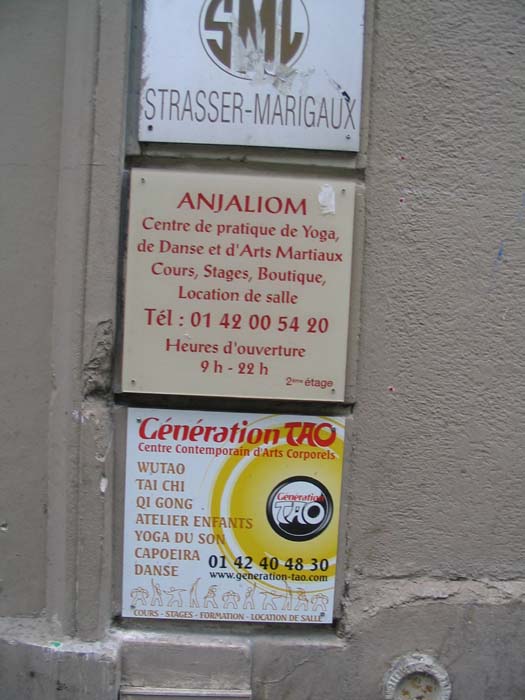 SML
STRASSER-MARIGAUX
ANJALIOM
Centre de pratique de Yoga,
de Danse et d'Arts Martiaux
Cours, Stages, Boutique,
Location de salle
Tél : 01 42 00 54 20
Heures d'ouverture
9 h - 22 h
2ème étage
Génération TAO
Centre Contemporain d'Arts Corporels
WUTAO
TAI CHI
QI GONG
ATELIER ENFANTS
YOGA DU SON
CAPOEIRA
DANSE
Génération
TAO
01 42 40 48 30
www.generation-tao.com
COURS - STAGES - FORMATION - LOCATION DE SALLE